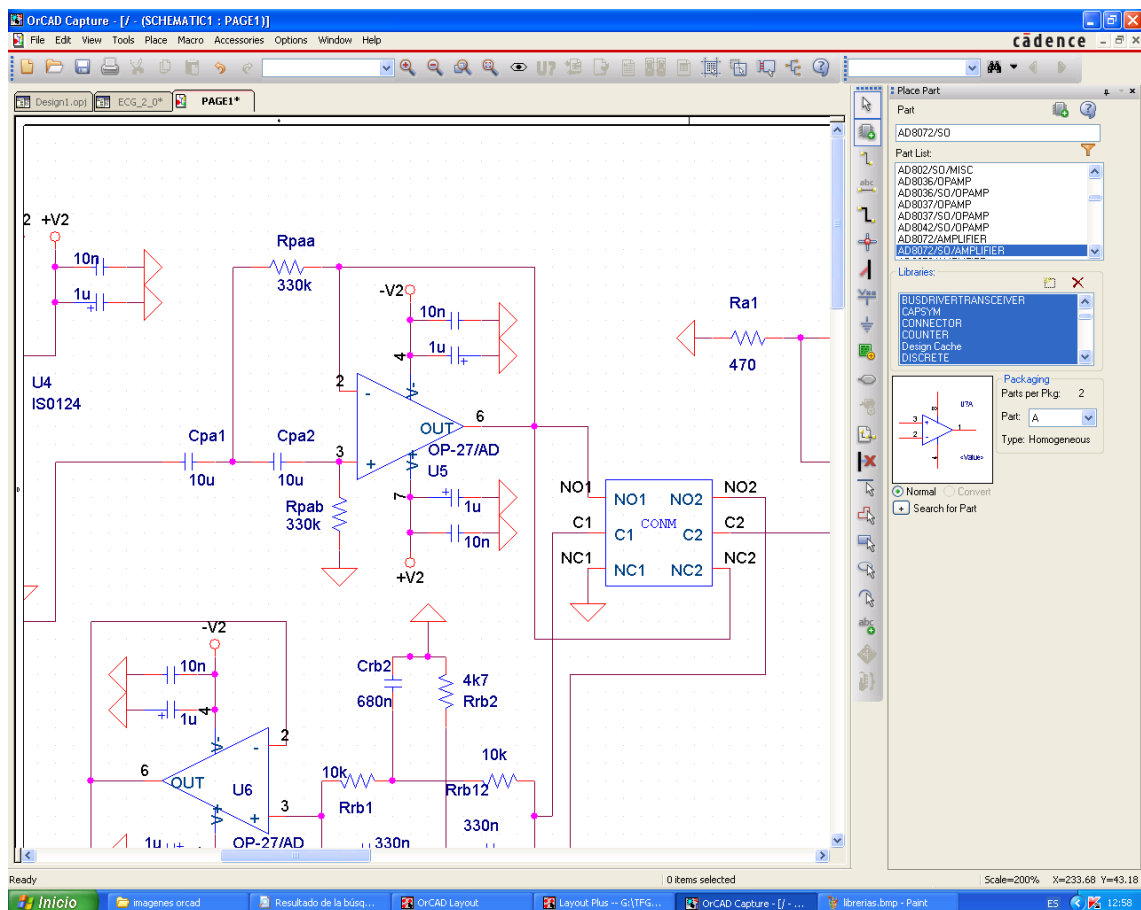 OrCAD Capture - [/ - (SCHEMATIC1 : PAGE1)]
File Edit View Tools Place Macro Accessories Options Window Help
cādence
U?
Design1.opj
ECG_2_0*
PAGE1*
Place Part
Part
AD8072/SO
Part List:
AD802/SO/MISC
AD8036/OPAMP
AD8036/SO/OPAMP
AD8037/OPAMP
AD8037/SO/OPAMP
AD8042/SO/OPAMP
AD8072/AMPLIFIER
AD8072/SO/AMPLIFIER
Libraries:
BUSDRIVERTRANSCEIVER
CAPSYM
CONNECTOR
COUNTER
Design Cache
DISCRETE
Packaging
Parts per Pkg: 2
Part: A
Type: Homogeneous
U?A
3
2
1
8
4
<Value>
Normal
Convert
Search for Part
abc
abc
2
+V2
10n
1u
U4
IS0124
Rpaa
330k
-V2
10n
1u
4
V-
2
-
6
OUT
OP-27/AD
U5
3
+
V+
7
1u
10n
+V2
Cpa1
10u
Cpa2
10u
Rpab
330k
Ra1
470
NO1
C1
NC1
NO1
C1
NC1
CONM
NO2
C2
NC2
NO2
C2
NC2
-V2
10n
1u
4
V-
2
-
6
OUT
U6
3
+
V+
OP-27/AD
1u
Crb2
680n
4k7
Rrb2
10k
Rrb1
10k
Rrb12
330n
330n
Ready
0 items selected
Scale=200% X=233.68 Y=43.18
Inicio
imagenes orcad
Resultado de la búsq...
OrCAD Layout
Layout Plus -- G:\TFG...
OrCAD Capture - [/ - ...
librerias.bmp - Paint
ES
12:58